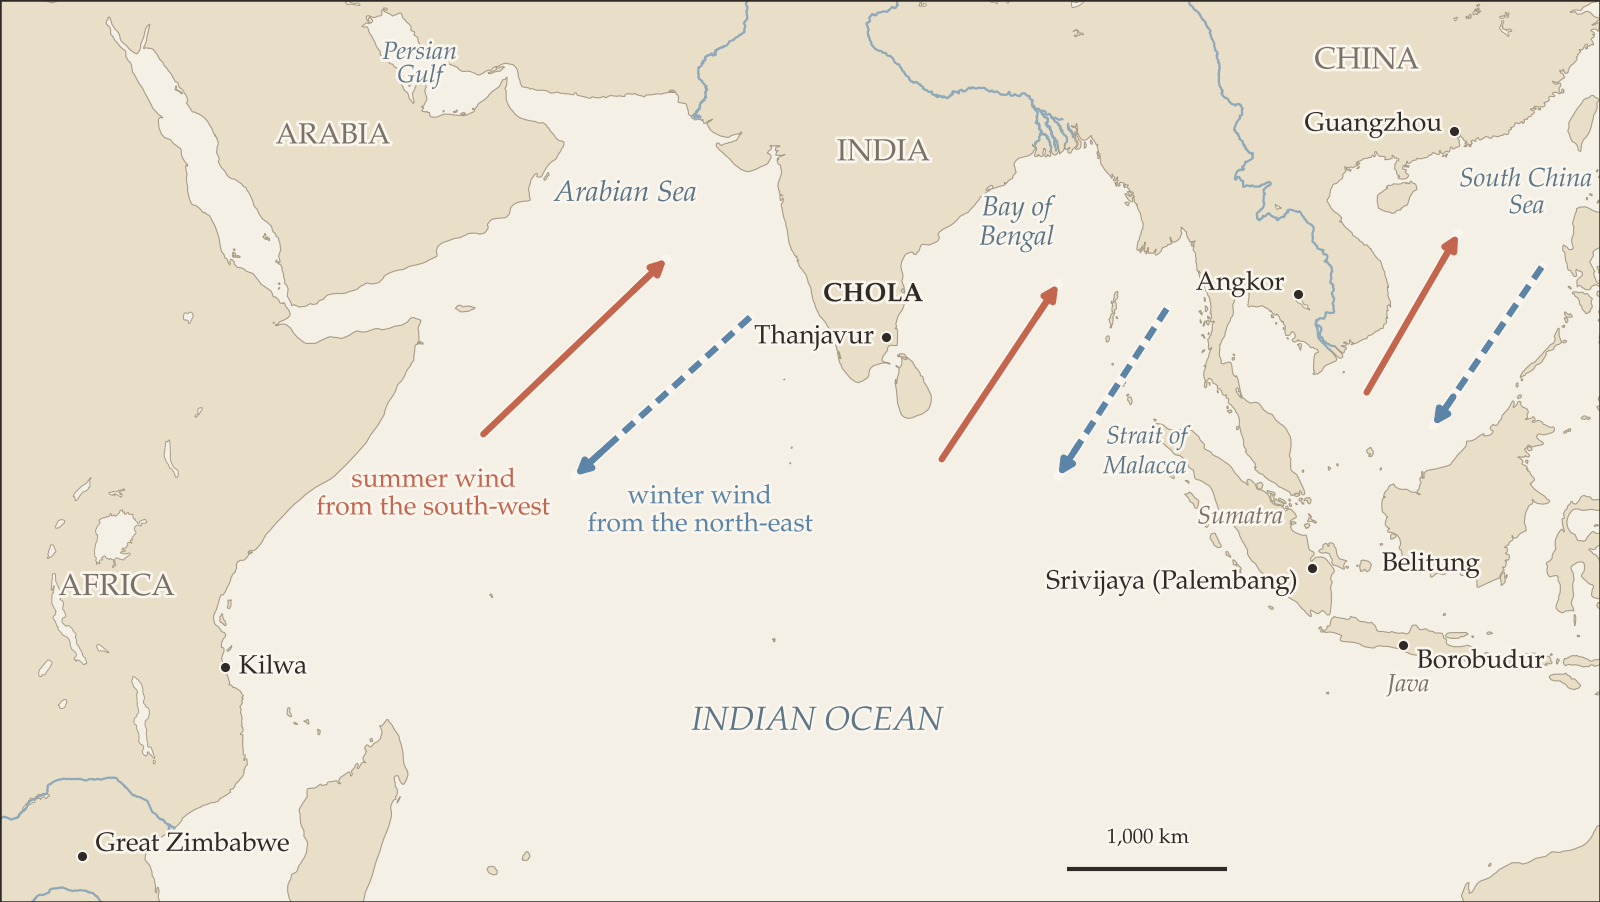 Persian
Gulf
CHINA
Guangzhou
ARABIA
INDIA
Arabian Sea
South China
Sea
Bay of
Bengal
Angkor
CHOLA
Thanjavur
Strait of
Malacca
summer wind
from the south-west
winter wind
from the north-east
Sumatra
Belitung
Srivijaya (Palembang)
AFRICA
Kilwa
Borobudur
Java
INDIAN OCEAN
1,000 km
Great Zimbabwe